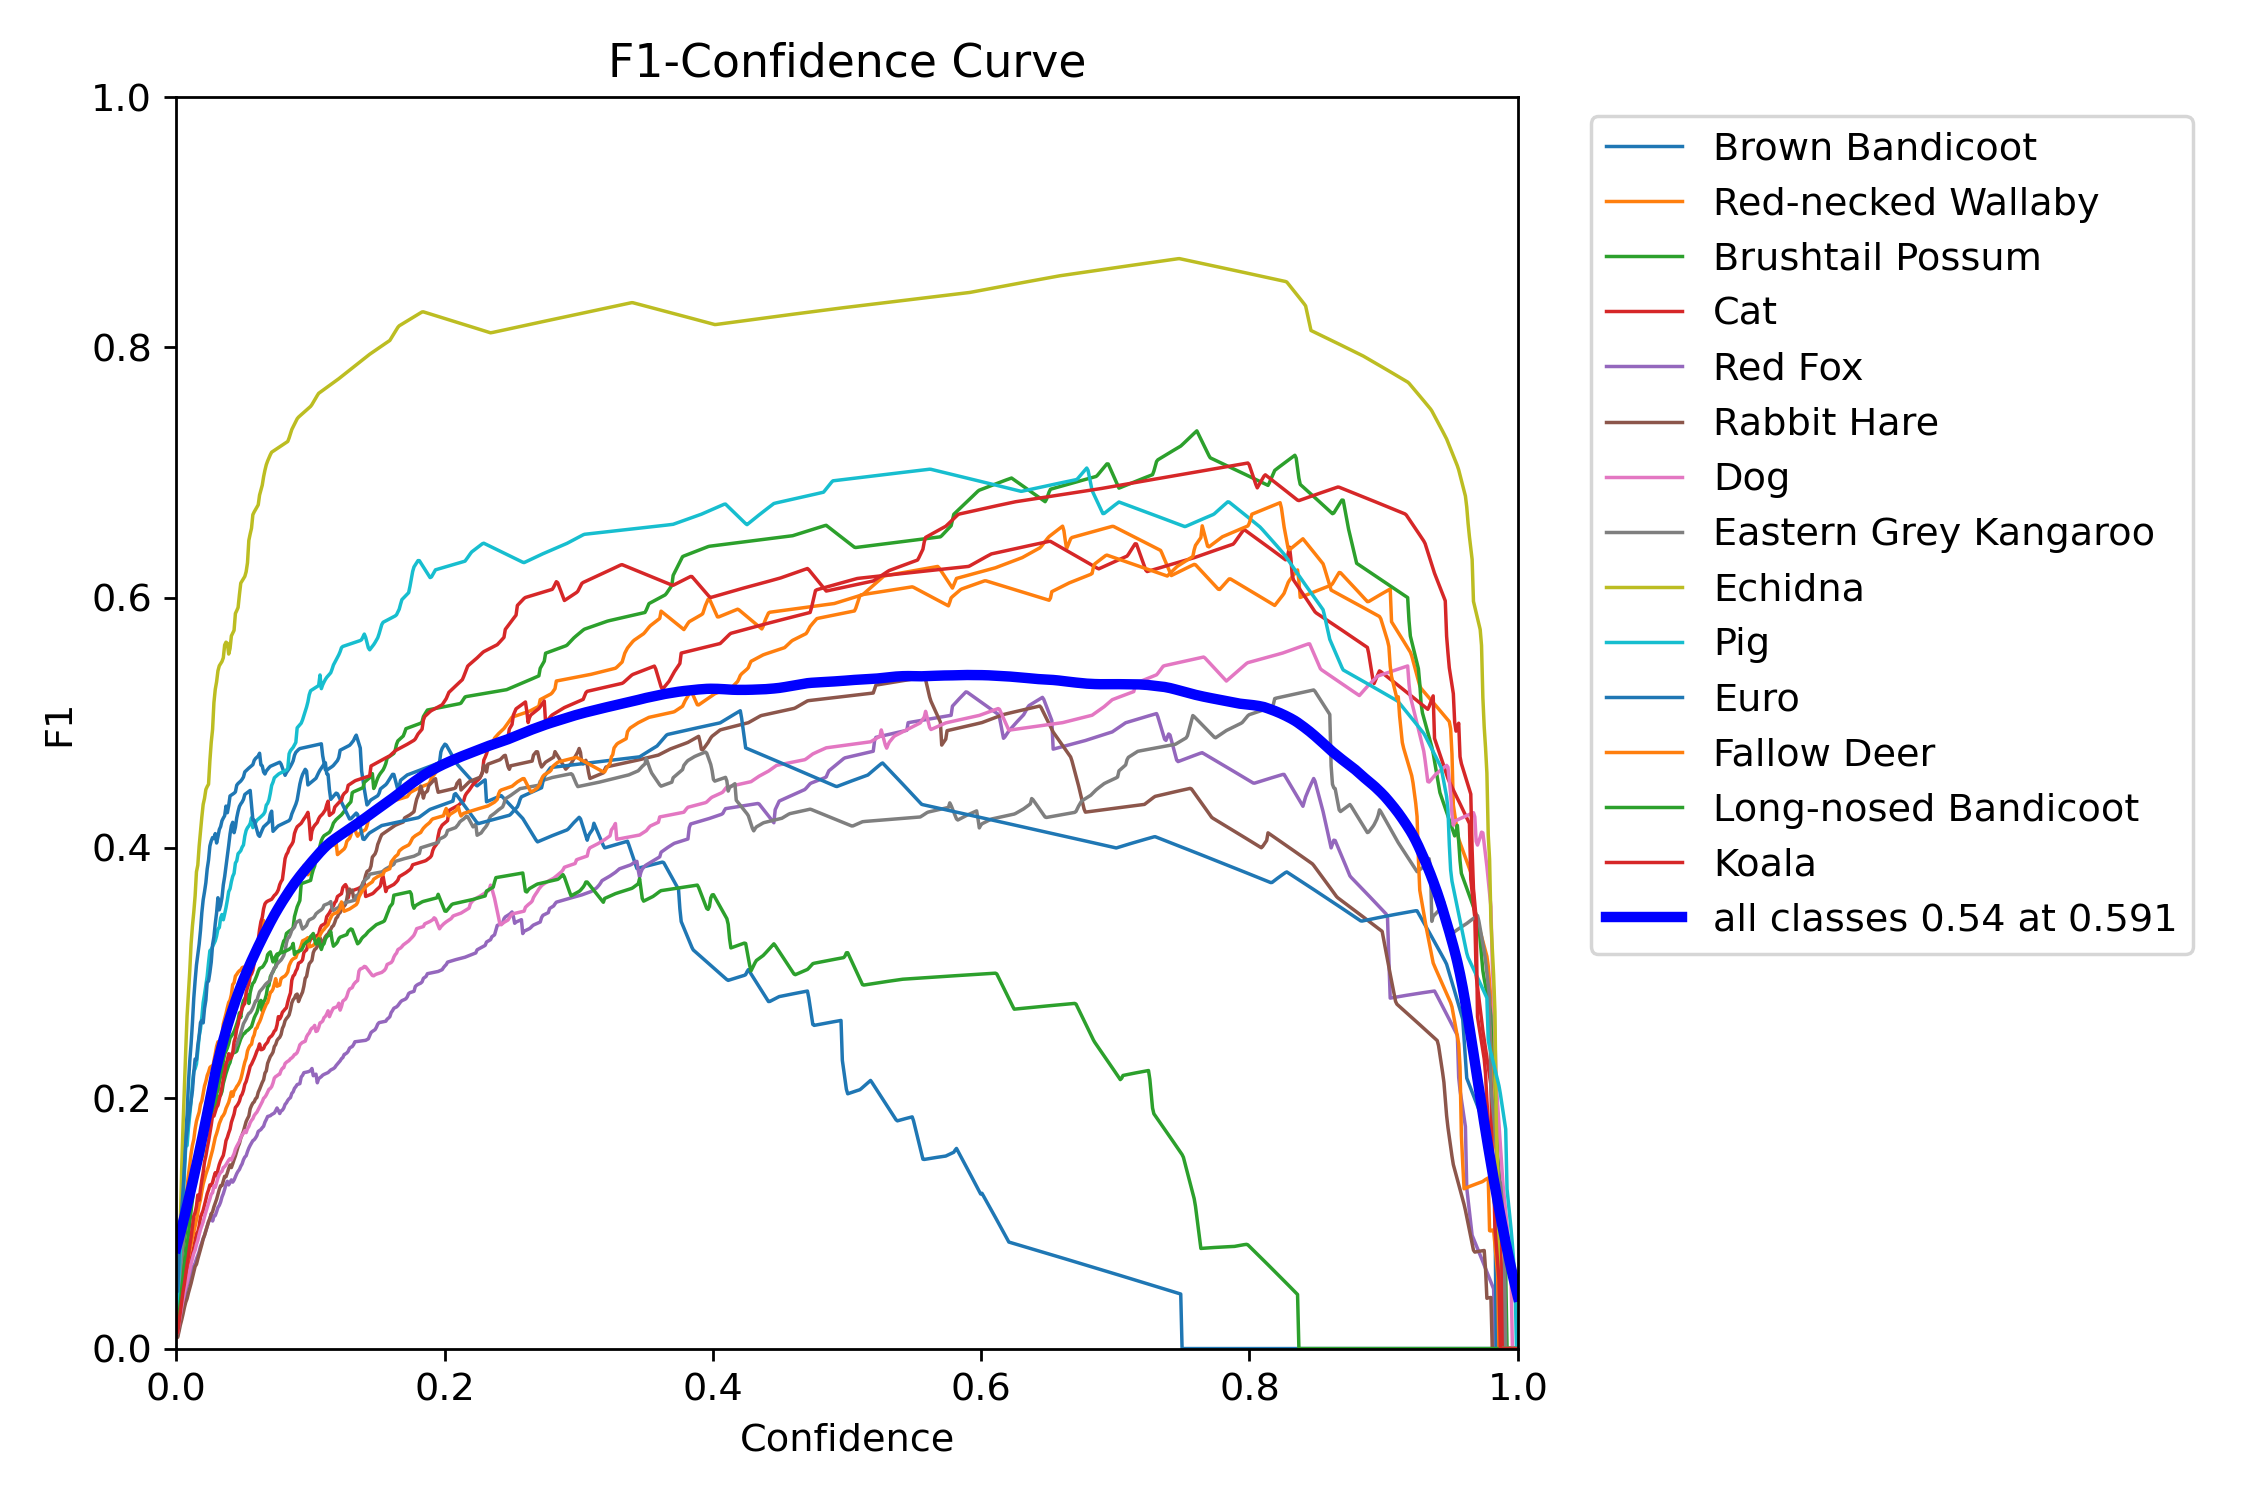 F1-Confidence Curve
1.0
0.8
0.6
0.4
0.2
0.0
F1
0.0
0.2
0.4
0.6
0.8
1.0
Confidence
Brown Bandicoot
Red-necked Wallaby
Brushtail Possum
Cat
Red Fox
Rabbit Hare
Dog
Eastern Grey Kangaroo
Echidna
Pig
Euro
Fallow Deer
Long-nosed Bandicoot
Koala
all classes 0.54 at 0.591